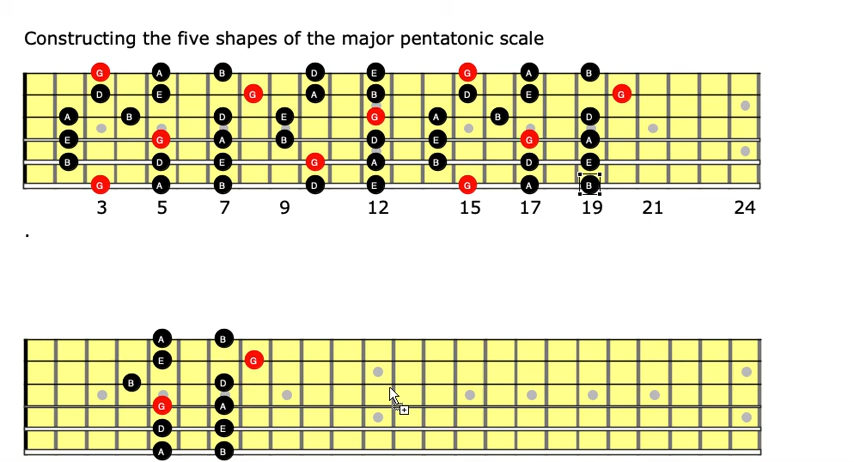 Constructing the five shapes of the major pentatonic scale
G A B D E G A B
D E G A B D E G
A B D E G A B D
E G A B D E G A
B D E G A B D E
G A B D E G A B
3 5 7 9 12 15 17 19 21 24
.
A B
E G
B D
G A
D E
A B